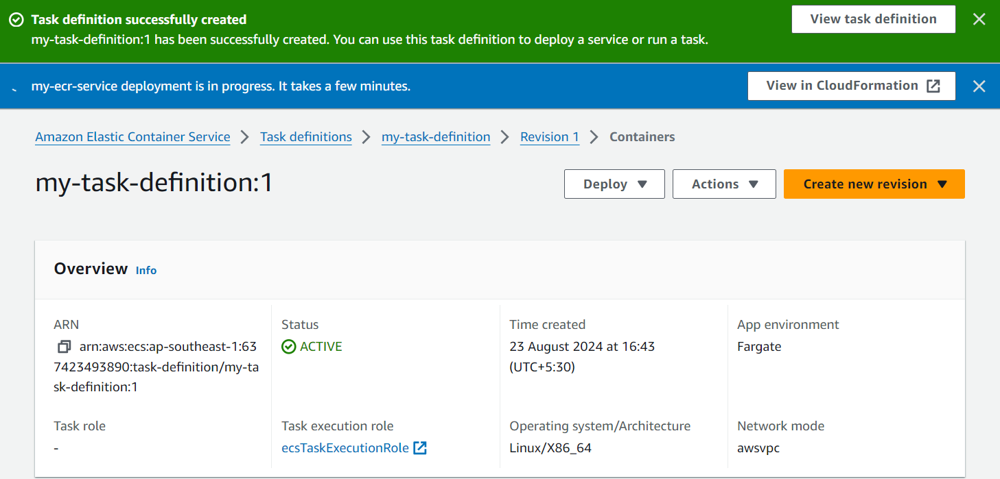 Task definition successfully created
View task definition
my-task-definition:1 has been successfully created. You can use this task definition to deploy a service or run a task.
my-ecr-service deployment is in progress. It takes a few minutes.
View in CloudFormation
Amazon Elastic Container Service > Task definitions > my-task-definition > Revision 1 > Containers
my-task-definition:1
Deploy
Actions
Create new revision
Overview Info
ARN
arn:aws:ecs:ap-southeast-1:63
7423493890:task-definition/my-ta
sk-definition:1
Status
ACTIVE
Time created
23 August 2024 at 16:43
(UTC+5:30)
App environment
Fargate
Task role
-
Task execution role
ecsTaskExecutionRole
Operating system/Architecture
Linux/X86_64
Network mode
awsvpc